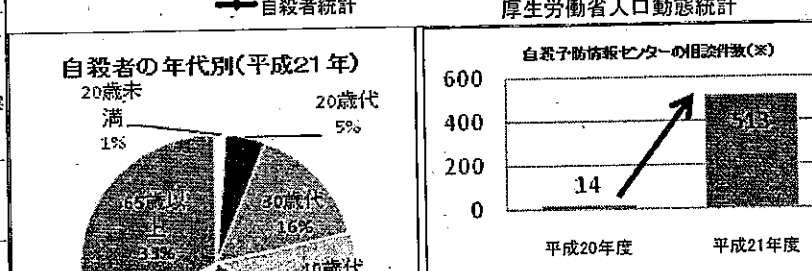 自殺者統計
厚生労働省人口動態統計
自殺者の年代別(平成21年)
20歳未
満
1%
20歳代
5%
30歳代
16%
65歳以
上
自殺予防情報センターの相談件数(※)
600
400
200
0
14
513
平成20年度
平成21年度